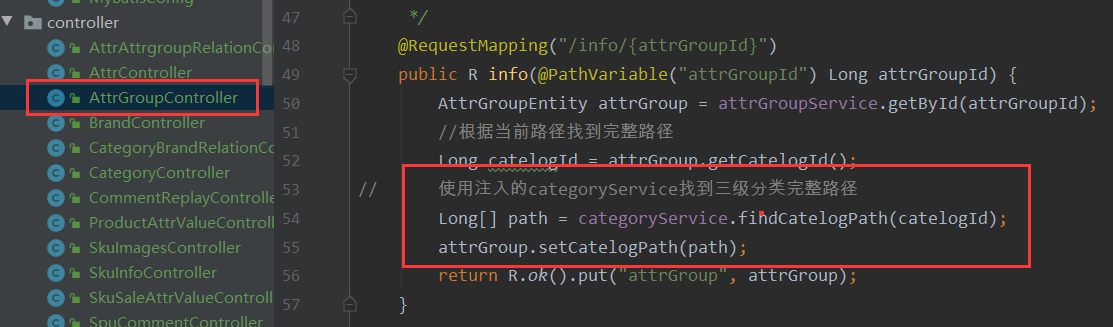 MyBatisConfig
controller
AttrAttrgroupRelationCo
AttrController
AttrGroupController
BrandController
CategoryBrandRelationCo
CategoryController
CommentReplayController
ProductAttrValueControll
SkuImagesController
SkuInfoController
SkuSaleAttrValueControll
SpuCommentController
47 */
48 @RequestMapping("/info/{attrGroupId}")
49 public R info(@PathVariable("attrGroupId") Long attrGroupId) {
50 AttrGroupEntity attrGroup = attrGroupService.getById(attrGroupId);
51 //根据当前路径找到完整路径
52 Long catelogId = attrGroup.getCatelogId();
53 // 使用注入的categoryService找到三级分类完整路径
54 Long[] path = categoryService.findCatelogPath(catelogId);
55 attrGroup.setCatelogPath(path);
56 return R.ok().put("attrGroup", attrGroup);
57 }